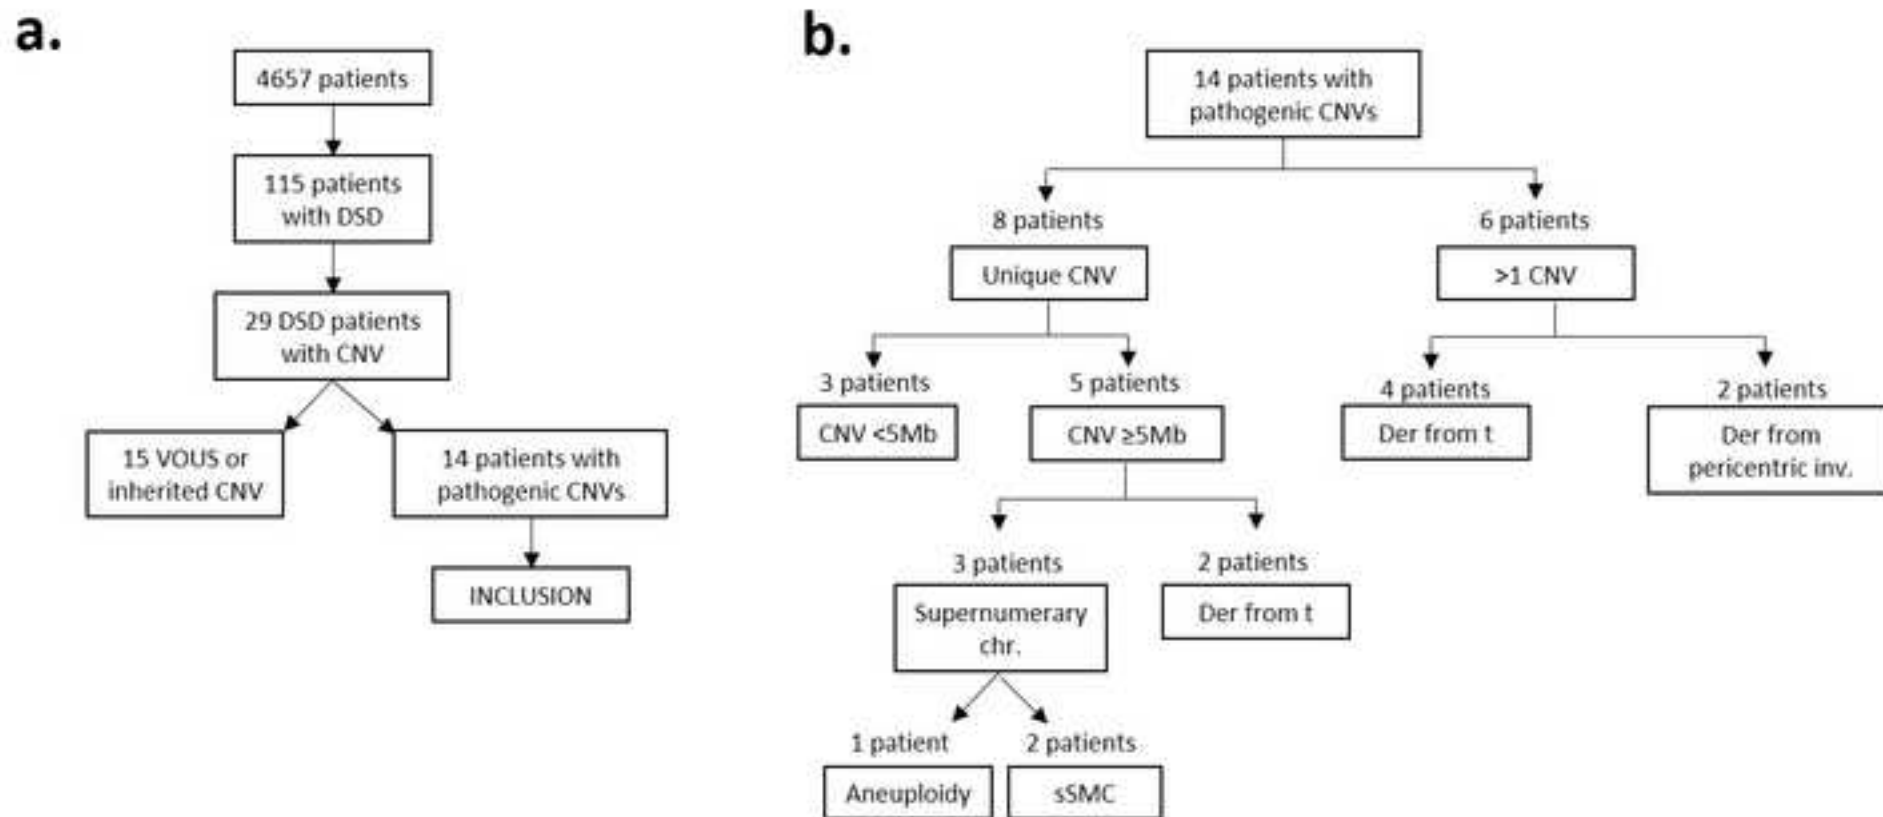 a.
4657 patients
115 patients
with DSD
29 DSD patients
with CNV
15 VOUS or
inherited CNV
14 patients with
pathogenic CNVs
INCLUSION
b.
14 patients with
pathogenic CNVs
8 patients
Unique CNV
6 patients
>1 CNV
3 patients
CNV <5Mb
5 patients
CNV ≥5Mb
4 patients
Der from t
2 patients
Der from
pericentric inv.
3 patients
Supernumerary
chr.
2 patients
Der from t
1 patient
Aneuploidy
2 patients
sSMC